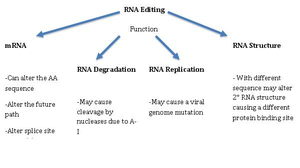 RNA Editing
Function
mRNA
RNA Structure
RNA Degradation
RNA Replication
-Can alter the AA
sequence
-Alter the future
path
-Alter splice site
-May cause
cleavage by
nucleares due to A-
I
-May cause a viral
genome mutation
- With different
sequence may alter
2° RNA structure
causing a different
protein binding site